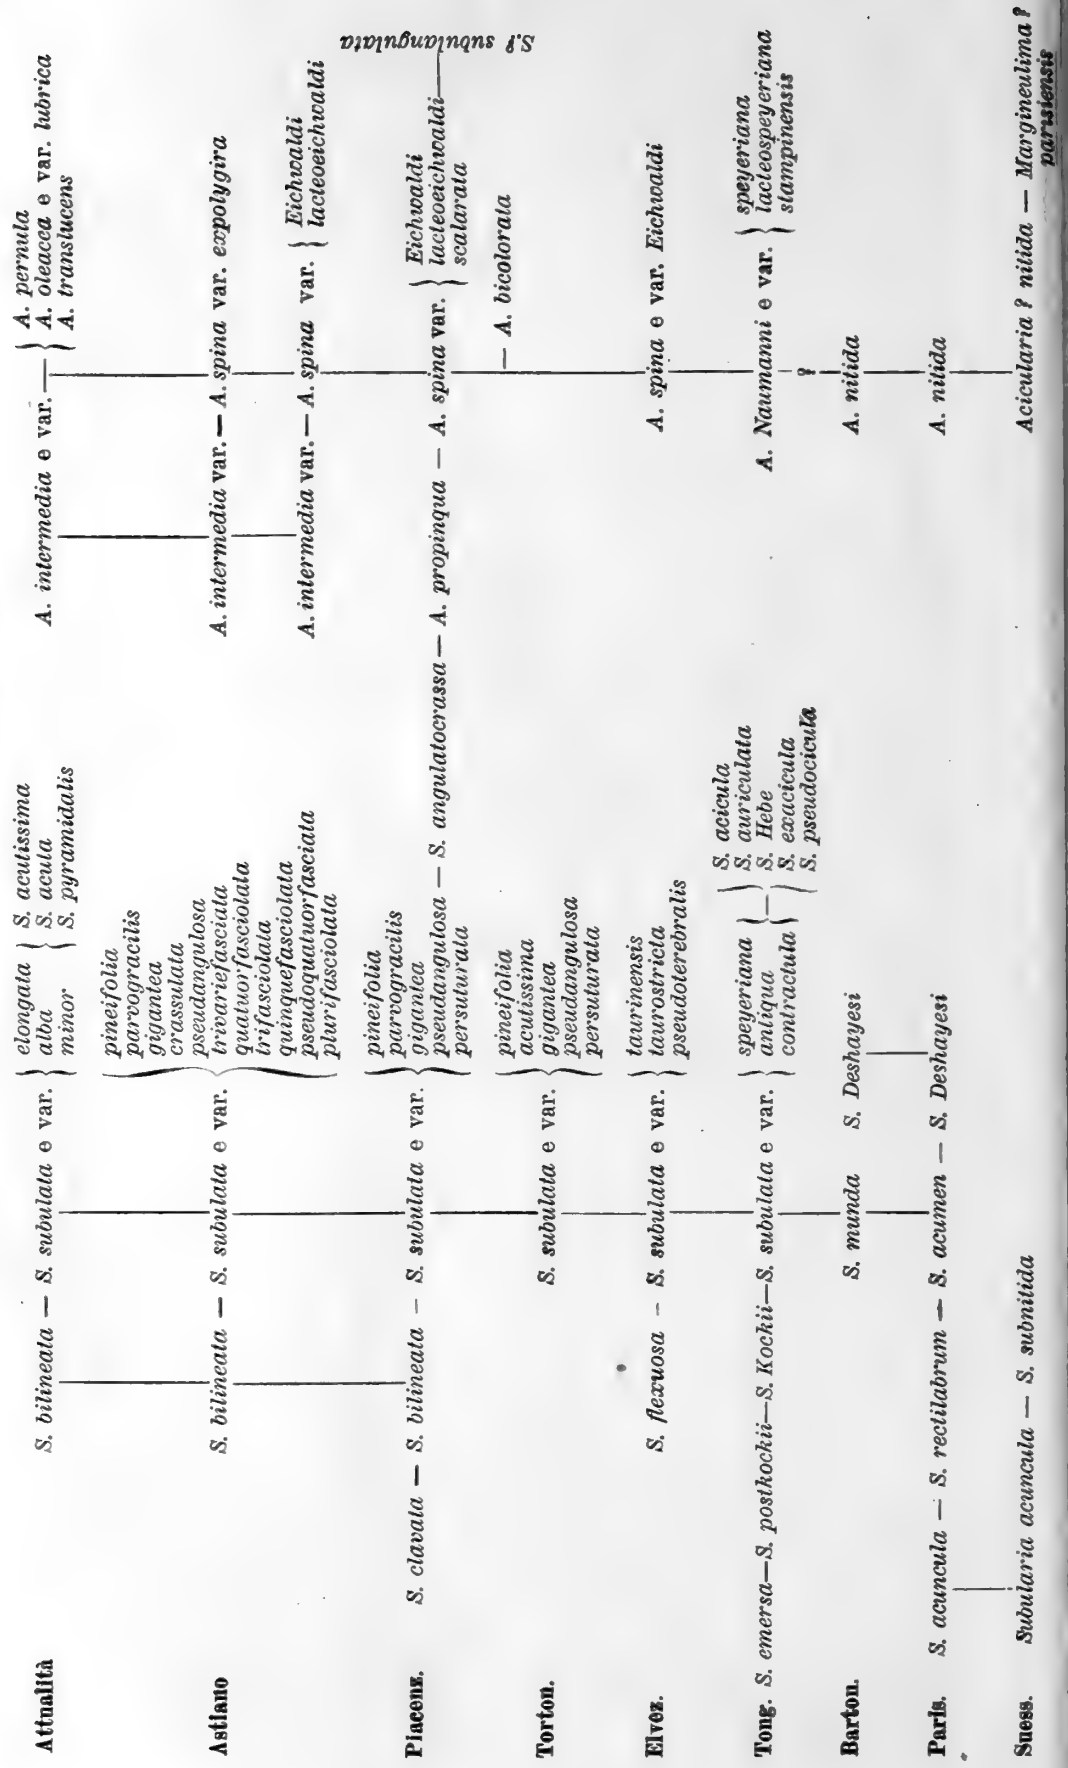 Attualità
S. bilineata — S. subulata e var.
elongata
alba
minor
S. acutissima
S. acula
S. pyramidalis
A. intermedia e var. —
A. pernula
A. oleacea e var. lubrica
A. translucens
Astiano
S. bilineata — S. subulata e var.
pineifolia
parvogracilis
gigantea
crassulata
pseudangulosa
trivariefasciata
quatuorfasciolata
trifasciolata
quinquefasciolata
pseudoquatuorfasciata
plurifasciolata
A. intermedia var. — A. spina var. expolygira
A. intermedia var. — A. spina var.
Eichwaldi
lacteoeichwaldi
Piacenz.
S. clavata — S. bilineata — S. subulata e var.
pineifolia
parvogracilis
gigantea
pseudangulosa — S. angulatocrassa — A. propinqua — A. spina var.
persuturata
Eichwaldi
lacteoeichwaldi—
scalarata
S.? subangulata
Torton.
S. subulata e var.
pineifolia
acutissima
gigantea
pseudangulosa
persuturata
— A. bicolorata
Elvez.
S. flexuosa — S. subulata e var.
taurinensis
taurostricta
pseudoterebralis
A. spina e var. Eichwaldi
Tong. S. emersa—S. postkockii—S. Kockii—S. subulata e var.
speyeriana
antiqua
contractula
—
S. acicula
S. auriculata
S. Hebe
S. exacicula
S. pseudocicula
A. Naumanni e var.
speyeriana
lacteospeyeriana
stampinensis
?
Barton.
S. munda S. Deshayesi
A. nitida
Paris.
S. acuncula — S. rectilabrum — S. acumen — S. Deshayesi
A. nitida
Suess.
Subularia acuncula — S. subnitida
Acicularia ? nitida — Margineulima ?
parisiensis